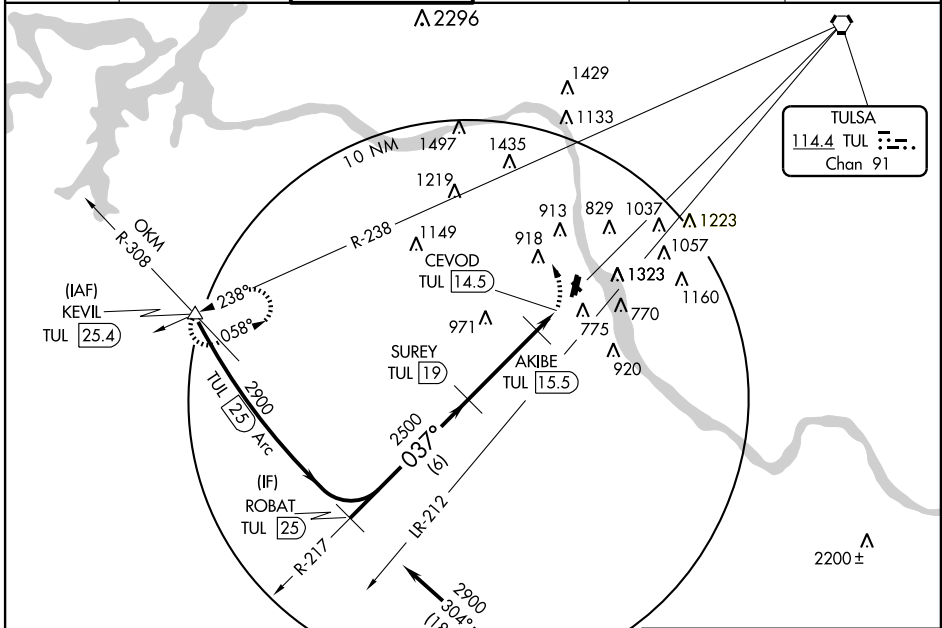 2296
1429
1133
TULSA
114.4 TUL
Chan 91
10 NM
1497
1435
1219
R-238
1149
913
829
1037
1223
918
1057
OKM
R-308
CEVOD
TUL 14.5
1323
1160
(IAF)
KEVIL
TUL 25.4
238°
058°
971
775
770
920
SUREY
TUL 19
AKIBE
TUL 15.5
2900
TUL 25 Arc
2500
037°
(6)
(IF)
ROBAT
TUL 25
R-217
LR-212
2200±
2900
304°